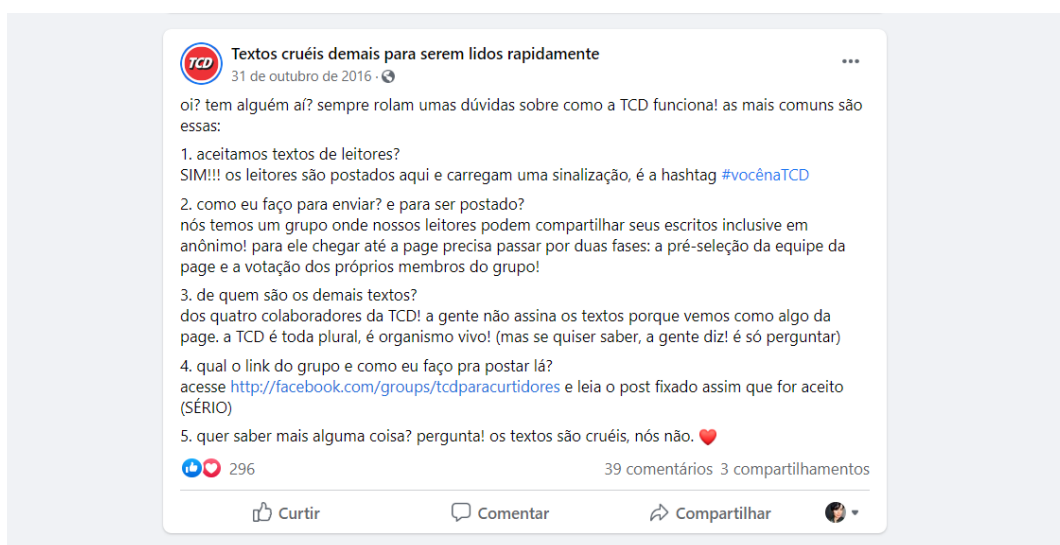 TCD
Textos cruéis demais para serem lidos rapidamente
31 de outubro de 2016 ·
oi? tem alguém aí? sempre rolam umas dúvidas sobre como a TCD funciona! as mais comuns são
essas:
1. aceitamos textos de leitores?
SIM!!! os leitores são postados aqui e carregam uma sinalização, é a hashtag #vocênaTCD
2. como eu faço para enviar? e para ser postado?
nós temos um grupo onde nossos leitores podem compartilhar seus escritos inclusive em
anônimo! para ele chegar até a page precisa passar por duas fases: a pré-seleção da equipe da
page e a votação dos próprios membros do grupo!
3. de quem são os demais textos?
dos quatro colaboradores da TCD! a gente não assina os textos porque vemos como algo da
page. a TCD é toda plural, é organismo vivo! (mas se quiser saber, a gente diz! é só perguntar)
4. qual o link do grupo e como eu faço pra postar lá?
acesse http://facebook.com/groups/tcdparacurtidores e leia o post fixado assim que for aceito
(SÉRIO)
5. quer saber mais alguma coisa? pergunta! os textos são cruéis, nós não. ❤️
296 39 comentários 3 compartilhamentos
Curtir Comentar Compartilhar